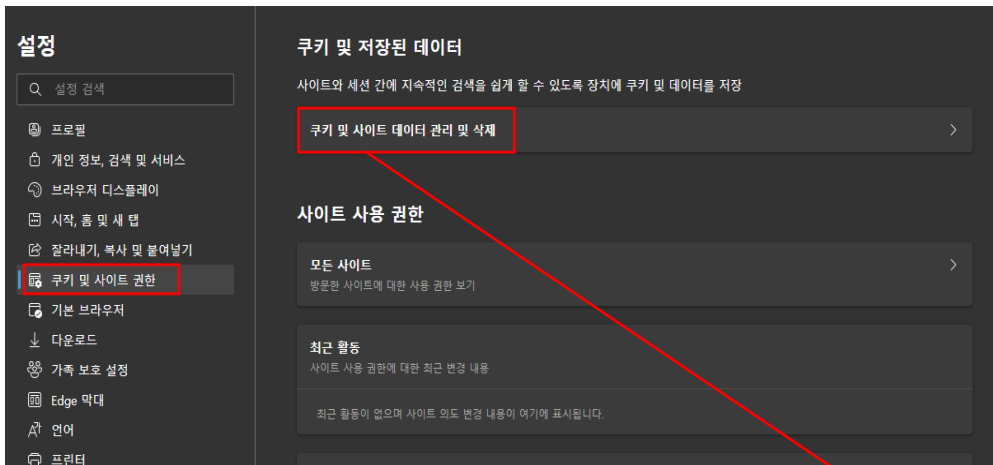 설정
설정 검색
프로필
개인 정보, 검색 및 서비스
브라우저 디스플레이
시작, 홈 및 새 탭
잘라내기, 복사 및 붙여넣기
쿠키 및 사이트 권한
기본 브라우저
다운로드
가족 보호 설정
Edge 막대
언어
프린터
쿠키 및 저장된 데이터
사이트와 세션 간에 지속적인 검색을 쉽게 할 수 있도록 장치에 쿠키 및 데이터를 저장
쿠키 및 사이트 데이터 관리 및 삭제
사이트 사용 권한
모든 사이트
방문한 사이트에 대한 사용 권한 보기
최근 활동
사이트 사용 권한에 대한 최근 변경 내용
최근 활동이 없으며 사이트 의도 변경 내용이 여기에 표시됩니다.